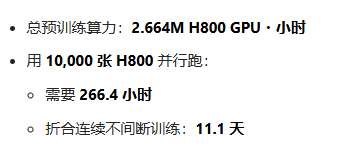 总预训练算力：2.664M H800 GPU・小时
用 10,000 张 H800 并行跑：
需要 266.4 小时
折合连续不间断训练：11.1 天